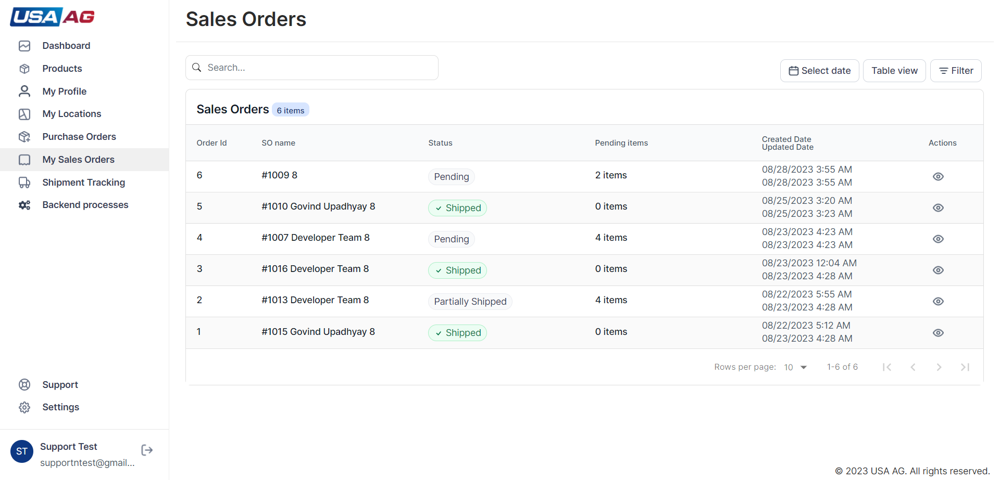 USA AG
Dashboard
Products
My Profile
My Locations
Purchase Orders
My Sales Orders
Shipment Tracking
Backend processes
Support
Settings
ST
Support Test
supportntest@gmail...
Sales Orders
Search...
Select date
Table view
Filter
Sales Orders 6 items
Order Id SO name Status Pending items Created Date Updated Date Actions
6 #1009 8 Pending 2 items 08/28/2023 3:55 AM
08/28/2023 3:55 AM
5 #1010 Govind Upadhyay 8 Shipped 0 items 08/25/2023 3:20 AM
08/25/2023 3:23 AM
4 #1007 Developer Team 8 Pending 4 items 08/23/2023 4:23 AM
08/23/2023 4:23 AM
3 #1016 Developer Team 8 Shipped 0 items 08/23/2023 12:04 AM
08/23/2023 4:28 AM
2 #1013 Developer Team 8 Partially Shipped 4 items 08/22/2023 5:55 AM
08/23/2023 4:28 AM
1 #1015 Govind Upadhyay 8 Shipped 0 items 08/22/2023 5:12 AM
08/23/2023 4:28 AM
Rows per page: 10 1-6 of 6
© 2023 USA AG. All rights reserved.